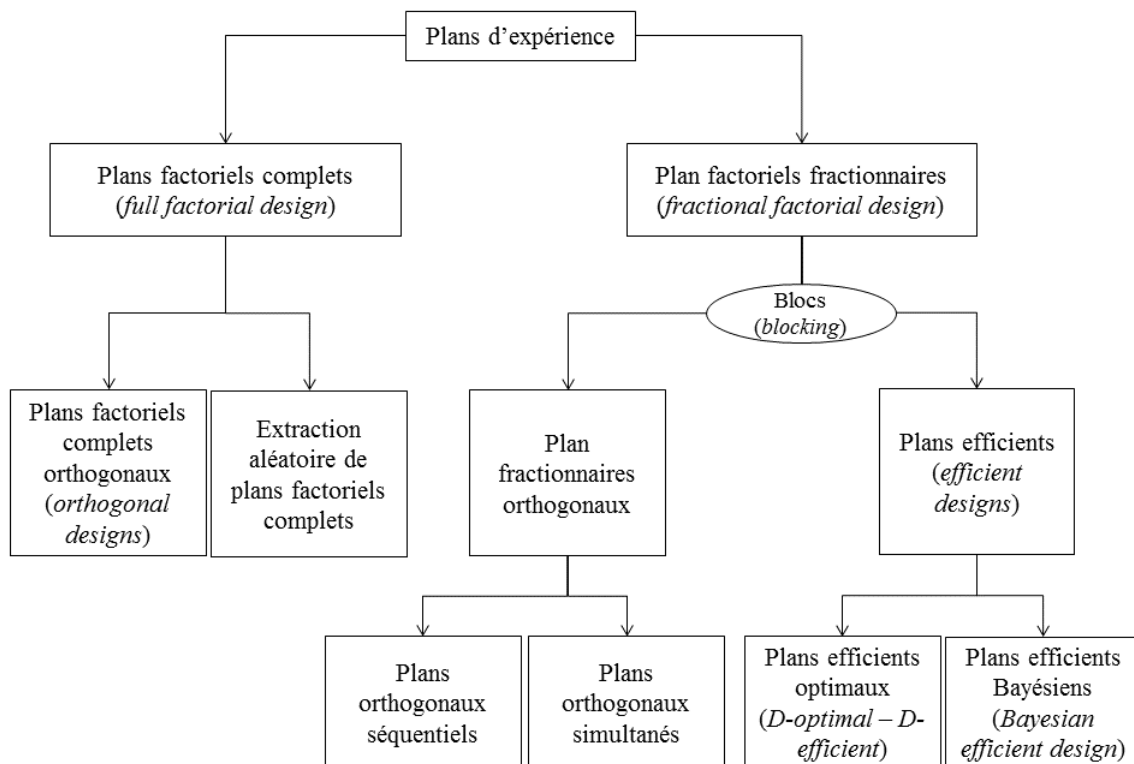 Plans d’expérience
Plans factoriels complets
(full factorial design)
Plan factoriels fractionnaires
(fractional factorial design)
Blocs
(blocking)
Plans factoriels
complets
orthogonaux
(orthogonal
designs)
Extraction
aléatoire de
plans factoriels
complets
Plan
fractionnaires
orthogonaux
Plans efficients
(efficient
designs)
Plans
orthogonaux
séquentiels
Plans
orthogonaux
simultanés
Plans efficients
optimaux
(D-optimal – D-
efficient)
Plans efficients
Bayésiens
(Bayesian
efficient design)